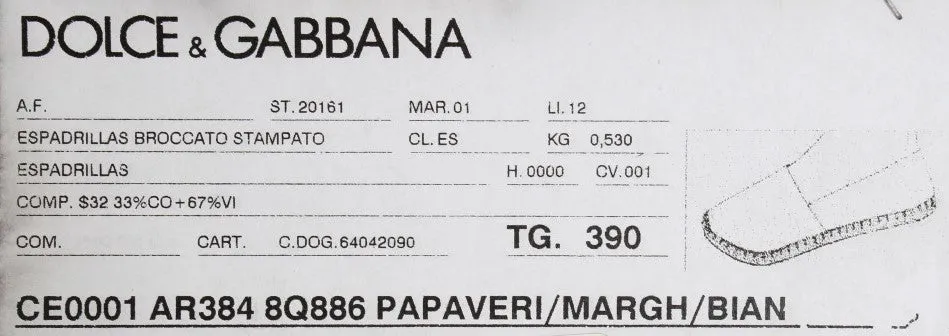 DOLCE & GABBANA
A.F. ST. 20161 MAR. 01 LI. 12
ESPADRILLAS BROCCATO STAMPATO CL. ES KG 0,530
ESPADRILLAS H. 0000 CV. 001
COMP. $32 33%CO+67%VI
COM. CART. C.DOG.64042090 TG. 390
CE0001 AR384 8Q886 PAPAVERI/MARGH/BIAN